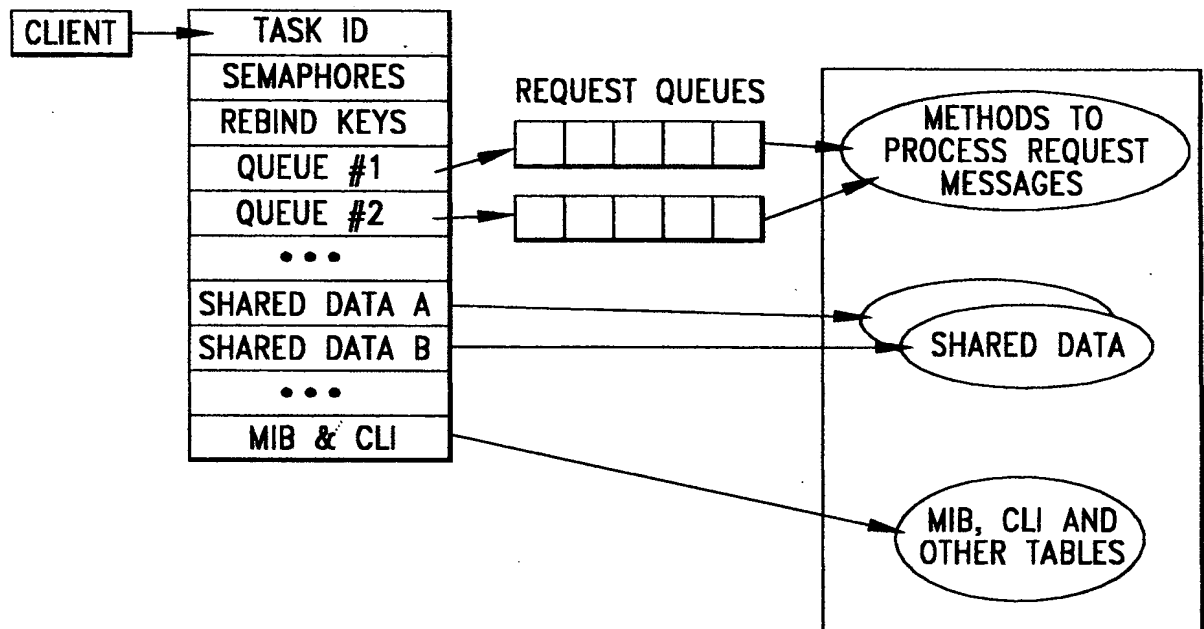 CLIENT
TASK ID
SEMAPHORES
REBIND KEYS
QUEUE #1
QUEUE #2
•••
SHARED DATA A
SHARED DATA B
•••
MIB & CLI
REQUEST QUEUES
METHODS TO
PROCESS REQUEST
MESSAGES
SHARED DATA
MIB, CLI AND
OTHER TABLES